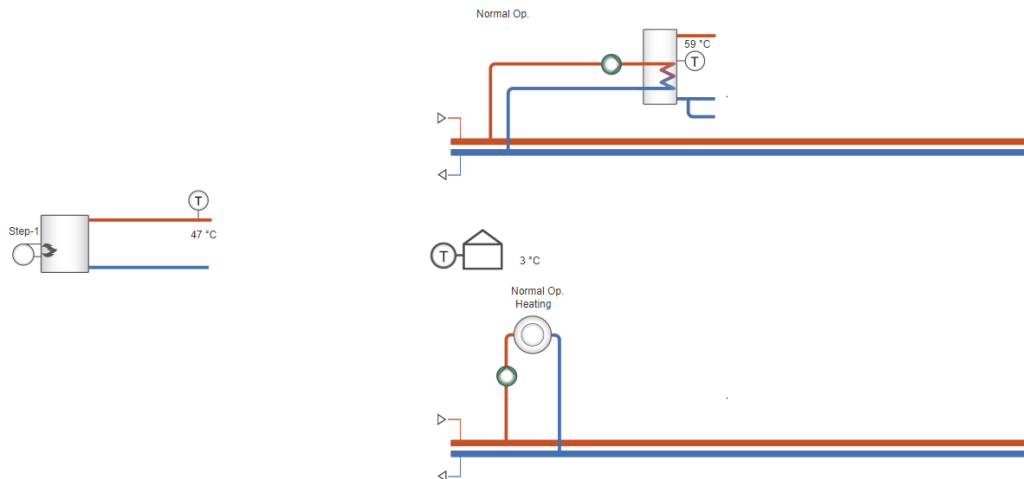 Normal Op.
59 °C
T
T
Step-1
47 °C
T
3 °C
Normal Op.
Heating